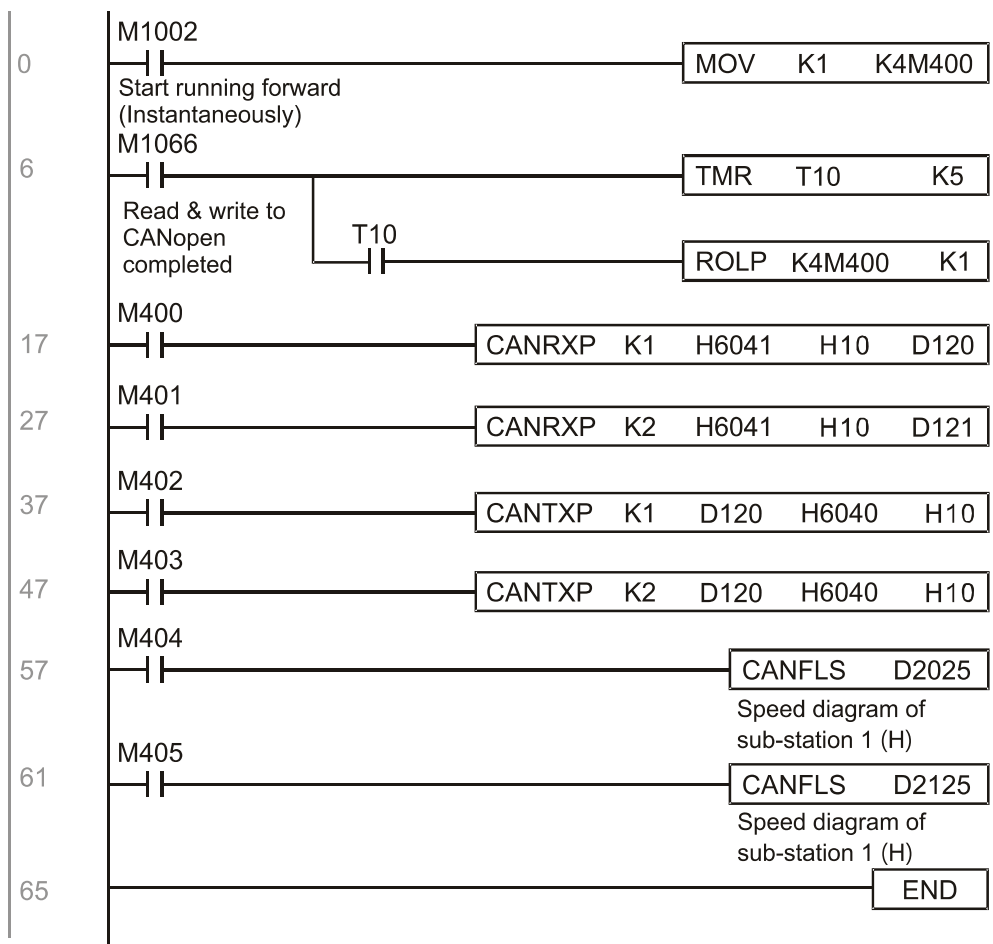 M1002
0
MOV K1 K4M400
Start running forward
(Instantaneously)
M1066
6
TMR T10 K5
Read & write to
CANopen
completed
T10
ROLP K4M400 K1
M400
17
CANRXP K1 H6041 H10 D120
M401
27
CANRXP K2 H6041 H10 D121
M402
37
CANTXP K1 D120 H6040 H10
M403
47
CANTXP K2 D120 H6040 H10
M404
57
CANFLS D2025
Speed diagram of
sub-station 1 (H)
M405
61
CANFLS D2125
Speed diagram of
sub-station 1 (H)
65
END